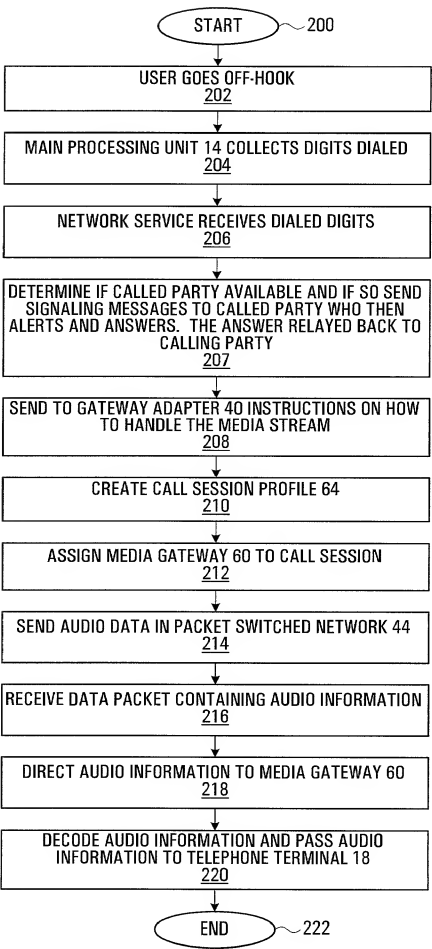 START
200
USER GOES OFF-HOOK
202
MAIN PROCESSING UNIT 14 COLLECTS DIGITS DIALED
204
NETWORK SERVICE RECEIVES DIALED DIGITS
206
DETERMINE IF CALLED PARTY AVAILABLE AND IF SO SEND
SIGNALING MESSAGES TO CALLED PARTY WHO THEN
ALERTS AND ANSWERS. THE ANSWER RELAYED BACK TO
CALLING PARTY
207
SEND TO GATEWAY ADAPTER 40 INSTRUCTIONS ON HOW
TO HANDLE THE MEDIA STREAM
208
CREATE CALL SESSION PROFILE 64
210
ASSIGN MEDIA GATEWAY 60 TO CALL SESSION
212
SEND AUDIO DATA IN PACKET SWITCHED NETWORK 44
214
RECEIVE DATA PACKET CONTAINING AUDIO INFORMATION
216
DIRECT AUDIO INFORMATION TO MEDIA GATEWAY 60
218
DECODE AUDIO INFORMATION AND PASS AUDIO
INFORMATION TO TELEPHONE TERMINAL 18
220
END
222